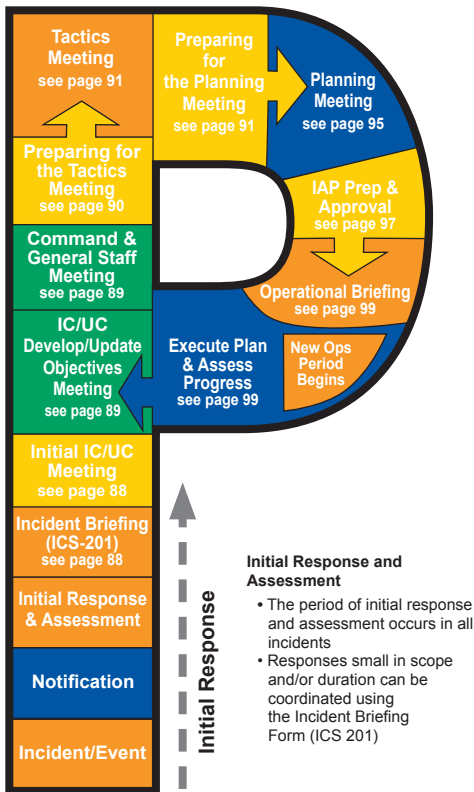 Tactics
Meeting
see page 91
Preparing
for
the Planning
Meeting
see page 91
Planning
Meeting
see page 95
IAP Prep &
Approval
see page 97
Operational Briefing
see page 99
New Ops
Period
Begins
Execute Plan
& Assess
Progress
see page 99
Preparing for
the Tactics
Meeting
see page 90
Command &
General Staff
Meeting
see page 89
IC/UC
Develop/Update
Objectives
Meeting
see page 89
Initial IC/UC
Meeting
see page 88
Incident Briefing
(ICS-201)
see page 88
Initial Response
& Assessment
Notification
Incident/Event
Initial Response
Initial Response and
Assessment
• The period of initial response
and assessment occurs in all
incidents
• Responses small in scope
and/or duration can be
coordinated using
the Incident Briefing
Form (ICS 201)